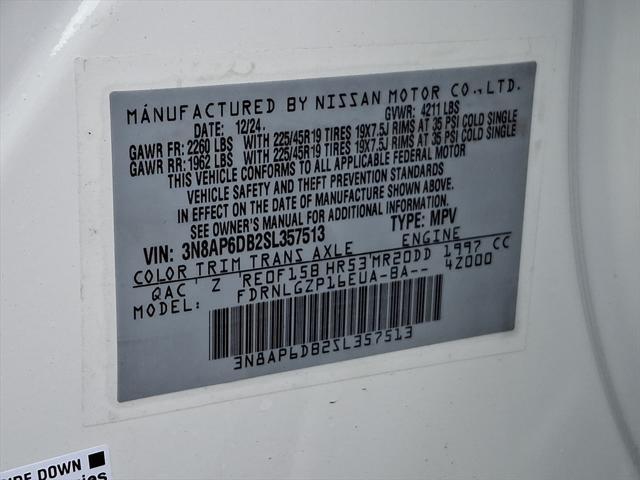 MANUFACTURED BY NISSAN MOTOR CO., LTD.
DATE: 12/24. GVWR: 4211 LBS
GAWR FR: 2260 LBS WITH 225/45R19 TIRES 19X7.5J RIMS AT 35 PSI COLD SINGLE
GAWR RR: 1962 LBS WITH 225/45R19 TIRES 19X7.5J RIMS AT 35 PSI COLD SINGLE
THIS VEHICLE CONFORMS TO ALL APPLICABLE FEDERAL MOTOR
VEHICLE SAFETY AND THEFT PREVENTION STANDARDS
IN EFFECT ON THE DATE OF MANUFACTURE SHOWN ABOVE.
SEE OWNER'S MANUAL FOR ADDITIONAL INFORMATION.
VIN: 3N8AP6DB2SL357513 TYPE: MPV
COLOR TRIM TRANS AXLE ENGINE
QAC Z RE0F15B HR53 MR20DD 1997 CC
MODEL: FDRNLGZP16EUA-BA-- 4Z000
3N8AP6DB2SL357513
DOWN